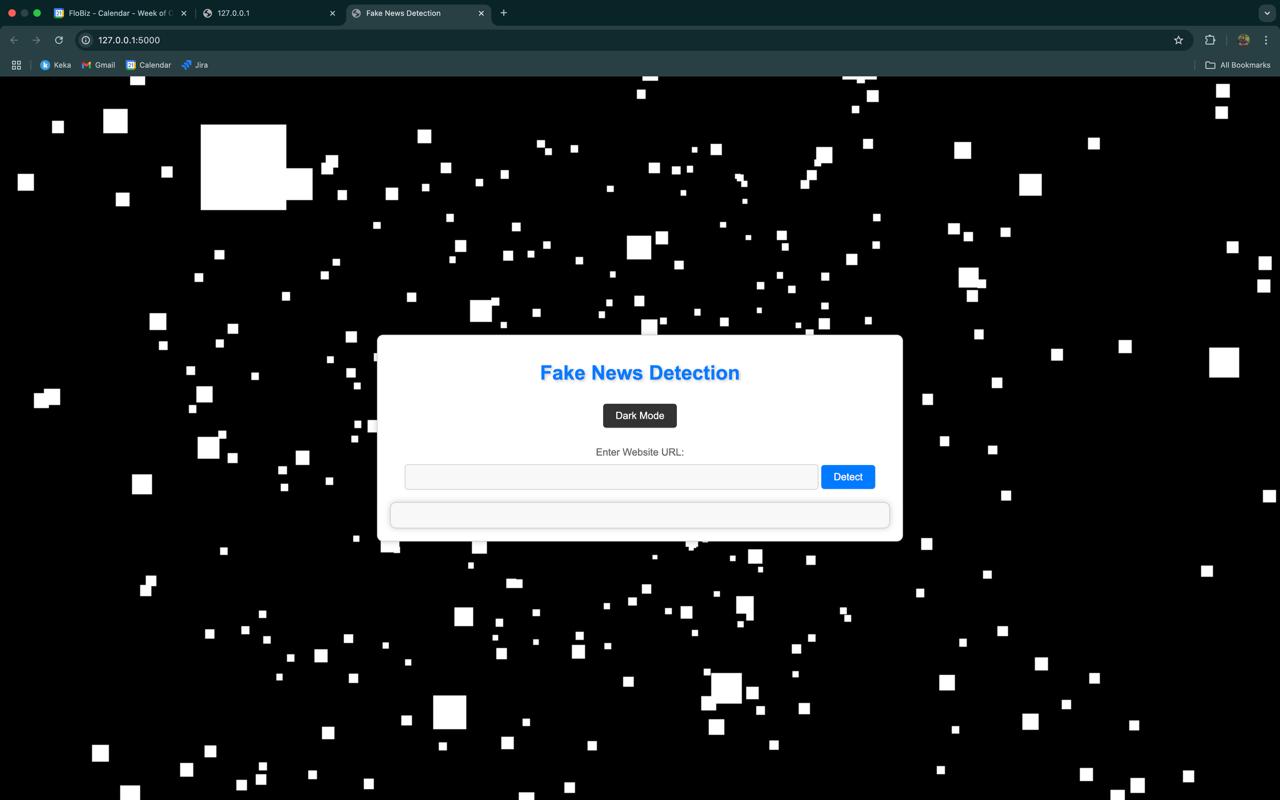 FloBiz - Calendar - Week of
127.0.0.1
Fake News Detection
127.0.0.1:5000
Keka
Gmail
Calendar
Jira
All Bookmarks
Fake News Detection
Dark Mode
Enter Website URL:
Detect